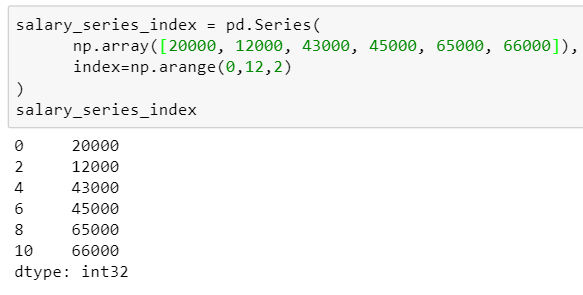 salary_series_index = pd.Series(
np.array([20000, 12000, 43000, 45000, 65000, 66000]),
index=np.arange(0,12,2)
)
salary_series_index
0 20000
2 12000
4 43000
6 45000
8 65000
10 66000
dtype: int32